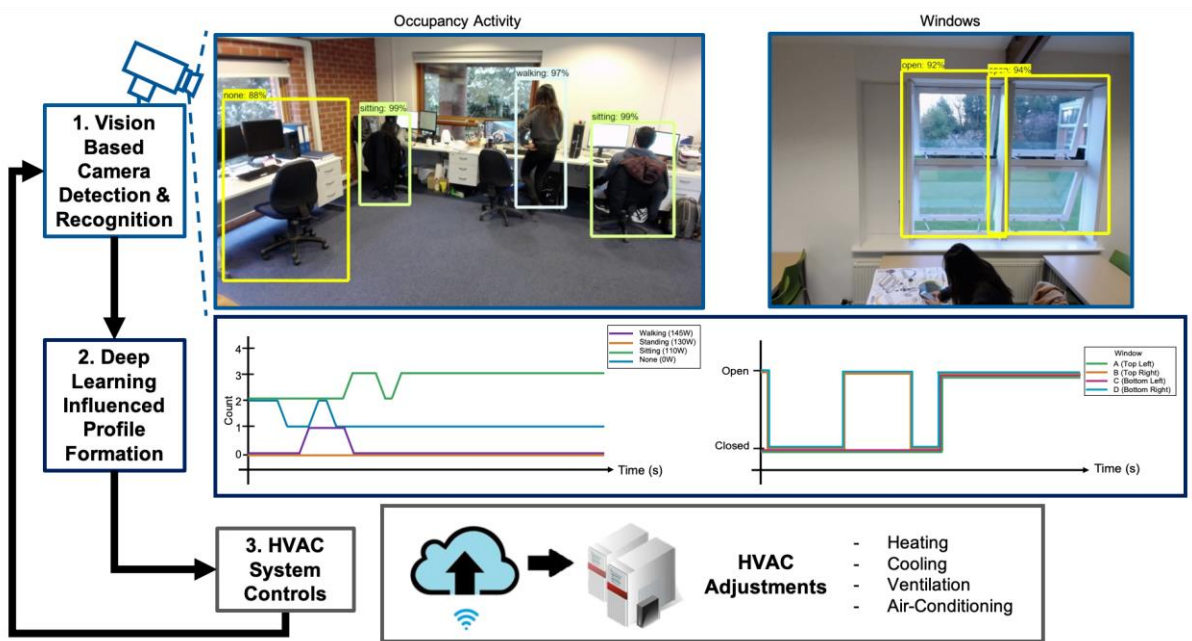 Occupancy Activity
Windows
none: 88%
sitting: 99%
walking: 97%
sitting: 99%
open: 92%
open: 94%
1. Vision
Based
Camera
Detection &
Recognition
2. Deep
Learning
Influenced
Profile
Formation
Count
4
3
2
1
0
Time (s)
Walking (145W)
Standing (130W)
Sitting (110W)
None (0W)
Open
Closed
Time (s)
Window
A (Top Left)
B (Top Right)
C (Bottom Left)
D (Bottom Right)
3. HVAC
System
Controls
HVAC
Adjustments
- Heating
- Cooling
- Ventilation
- Air-Conditioning